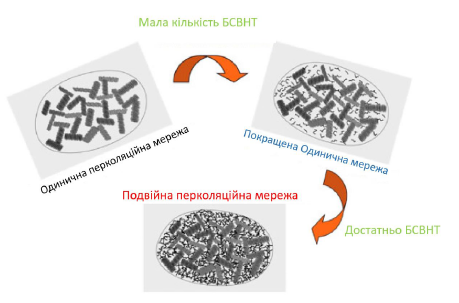 Мала кількість БСВНТ
Одинична перколяційна мережа
Покращена Одинична мережа
Подвійна перколяційна мережа
Достатньо БСВНТ